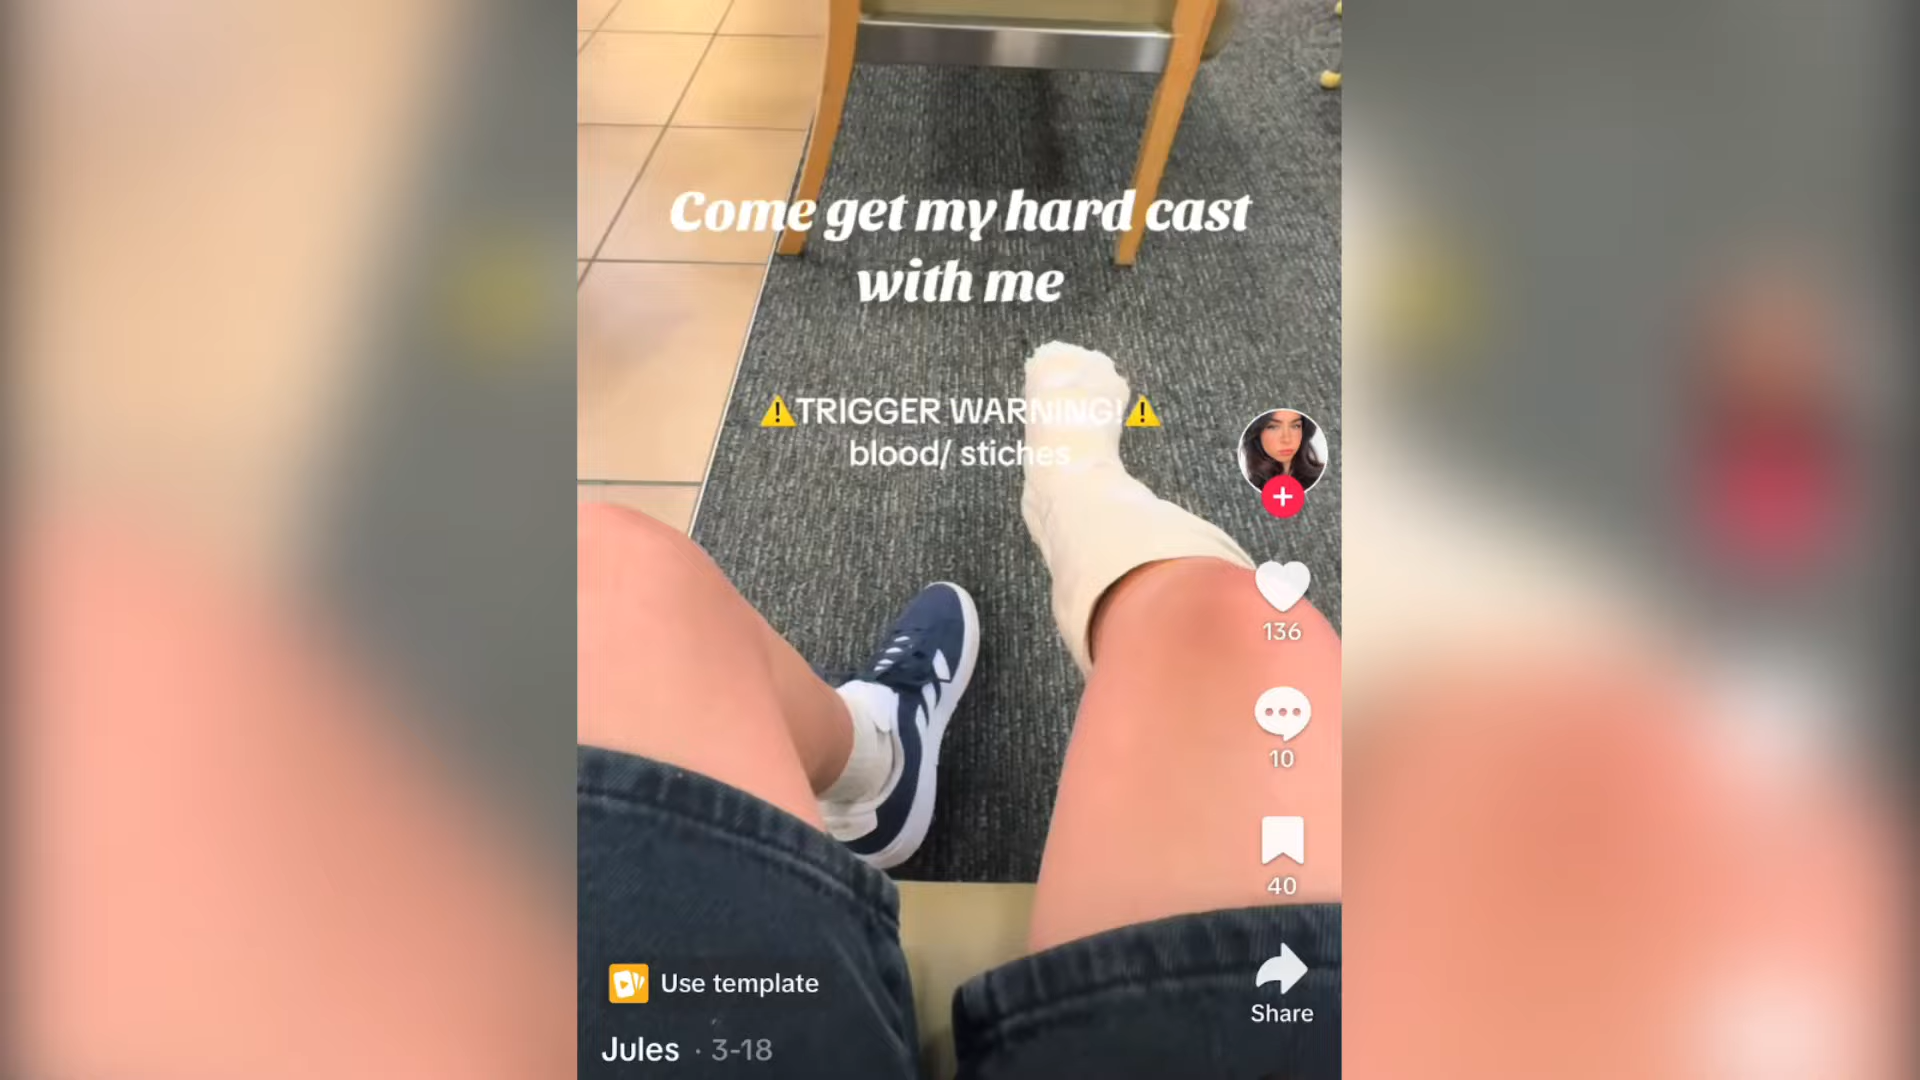 Come get my hard cast
with me
⚠️TRIGGER WARNING!⚠️
blood/ stiches
136
10
40
Share
Use template
Jules · 3-18